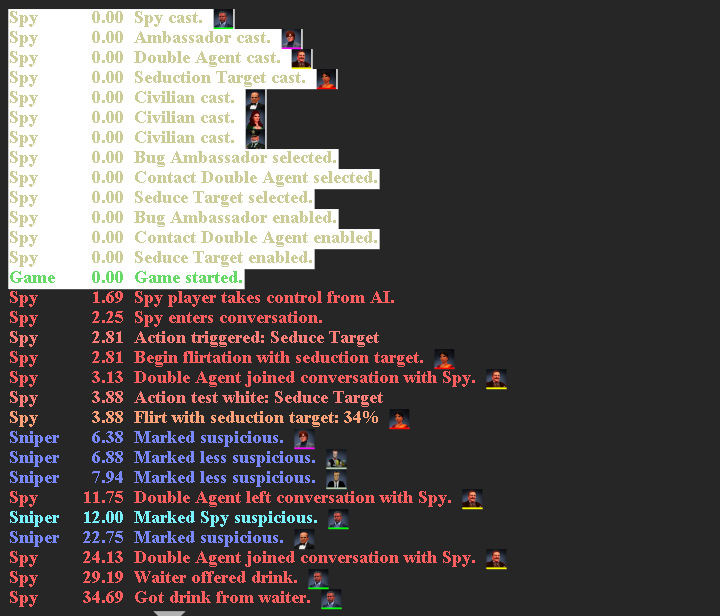 Spy 0.00 Spy cast.
Spy 0.00 Ambassador cast.
Spy 0.00 Double Agent cast.
Spy 0.00 Seduction Target cast.
Spy 0.00 Civilian cast.
Spy 0.00 Civilian cast.
Spy 0.00 Civilian cast.
Spy 0.00 Bug Ambassador selected.
Spy 0.00 Contact Double Agent selected.
Spy 0.00 Seduce Target selected.
Spy 0.00 Bug Ambassador enabled.
Spy 0.00 Contact Double Agent enabled.
Spy 0.00 Seduce Target enabled.
Game 0.00 Game started.
Spy 1.69 Spy player takes control from AI.
Spy 2.25 Spy enters conversation.
Spy 2.81 Action triggered: Seduce Target
Spy 2.81 Begin flirtation with seduction target.
Spy 3.13 Double Agent joined conversation with Spy.
Spy 3.88 Action test white: Seduce Target
Spy 3.88 Flirt with seduction target: 34%
Sniper 6.38 Marked suspicious.
Sniper 6.88 Marked less suspicious.
Sniper 7.94 Marked less suspicious.
Spy 11.75 Double Agent left conversation with Spy.
Sniper 12.00 Marked Spy suspicious.
Sniper 22.75 Marked suspicious.
Spy 24.13 Double Agent joined conversation with Spy.
Spy 29.19 Waiter offered drink.
Spy 34.69 Got drink from waiter.